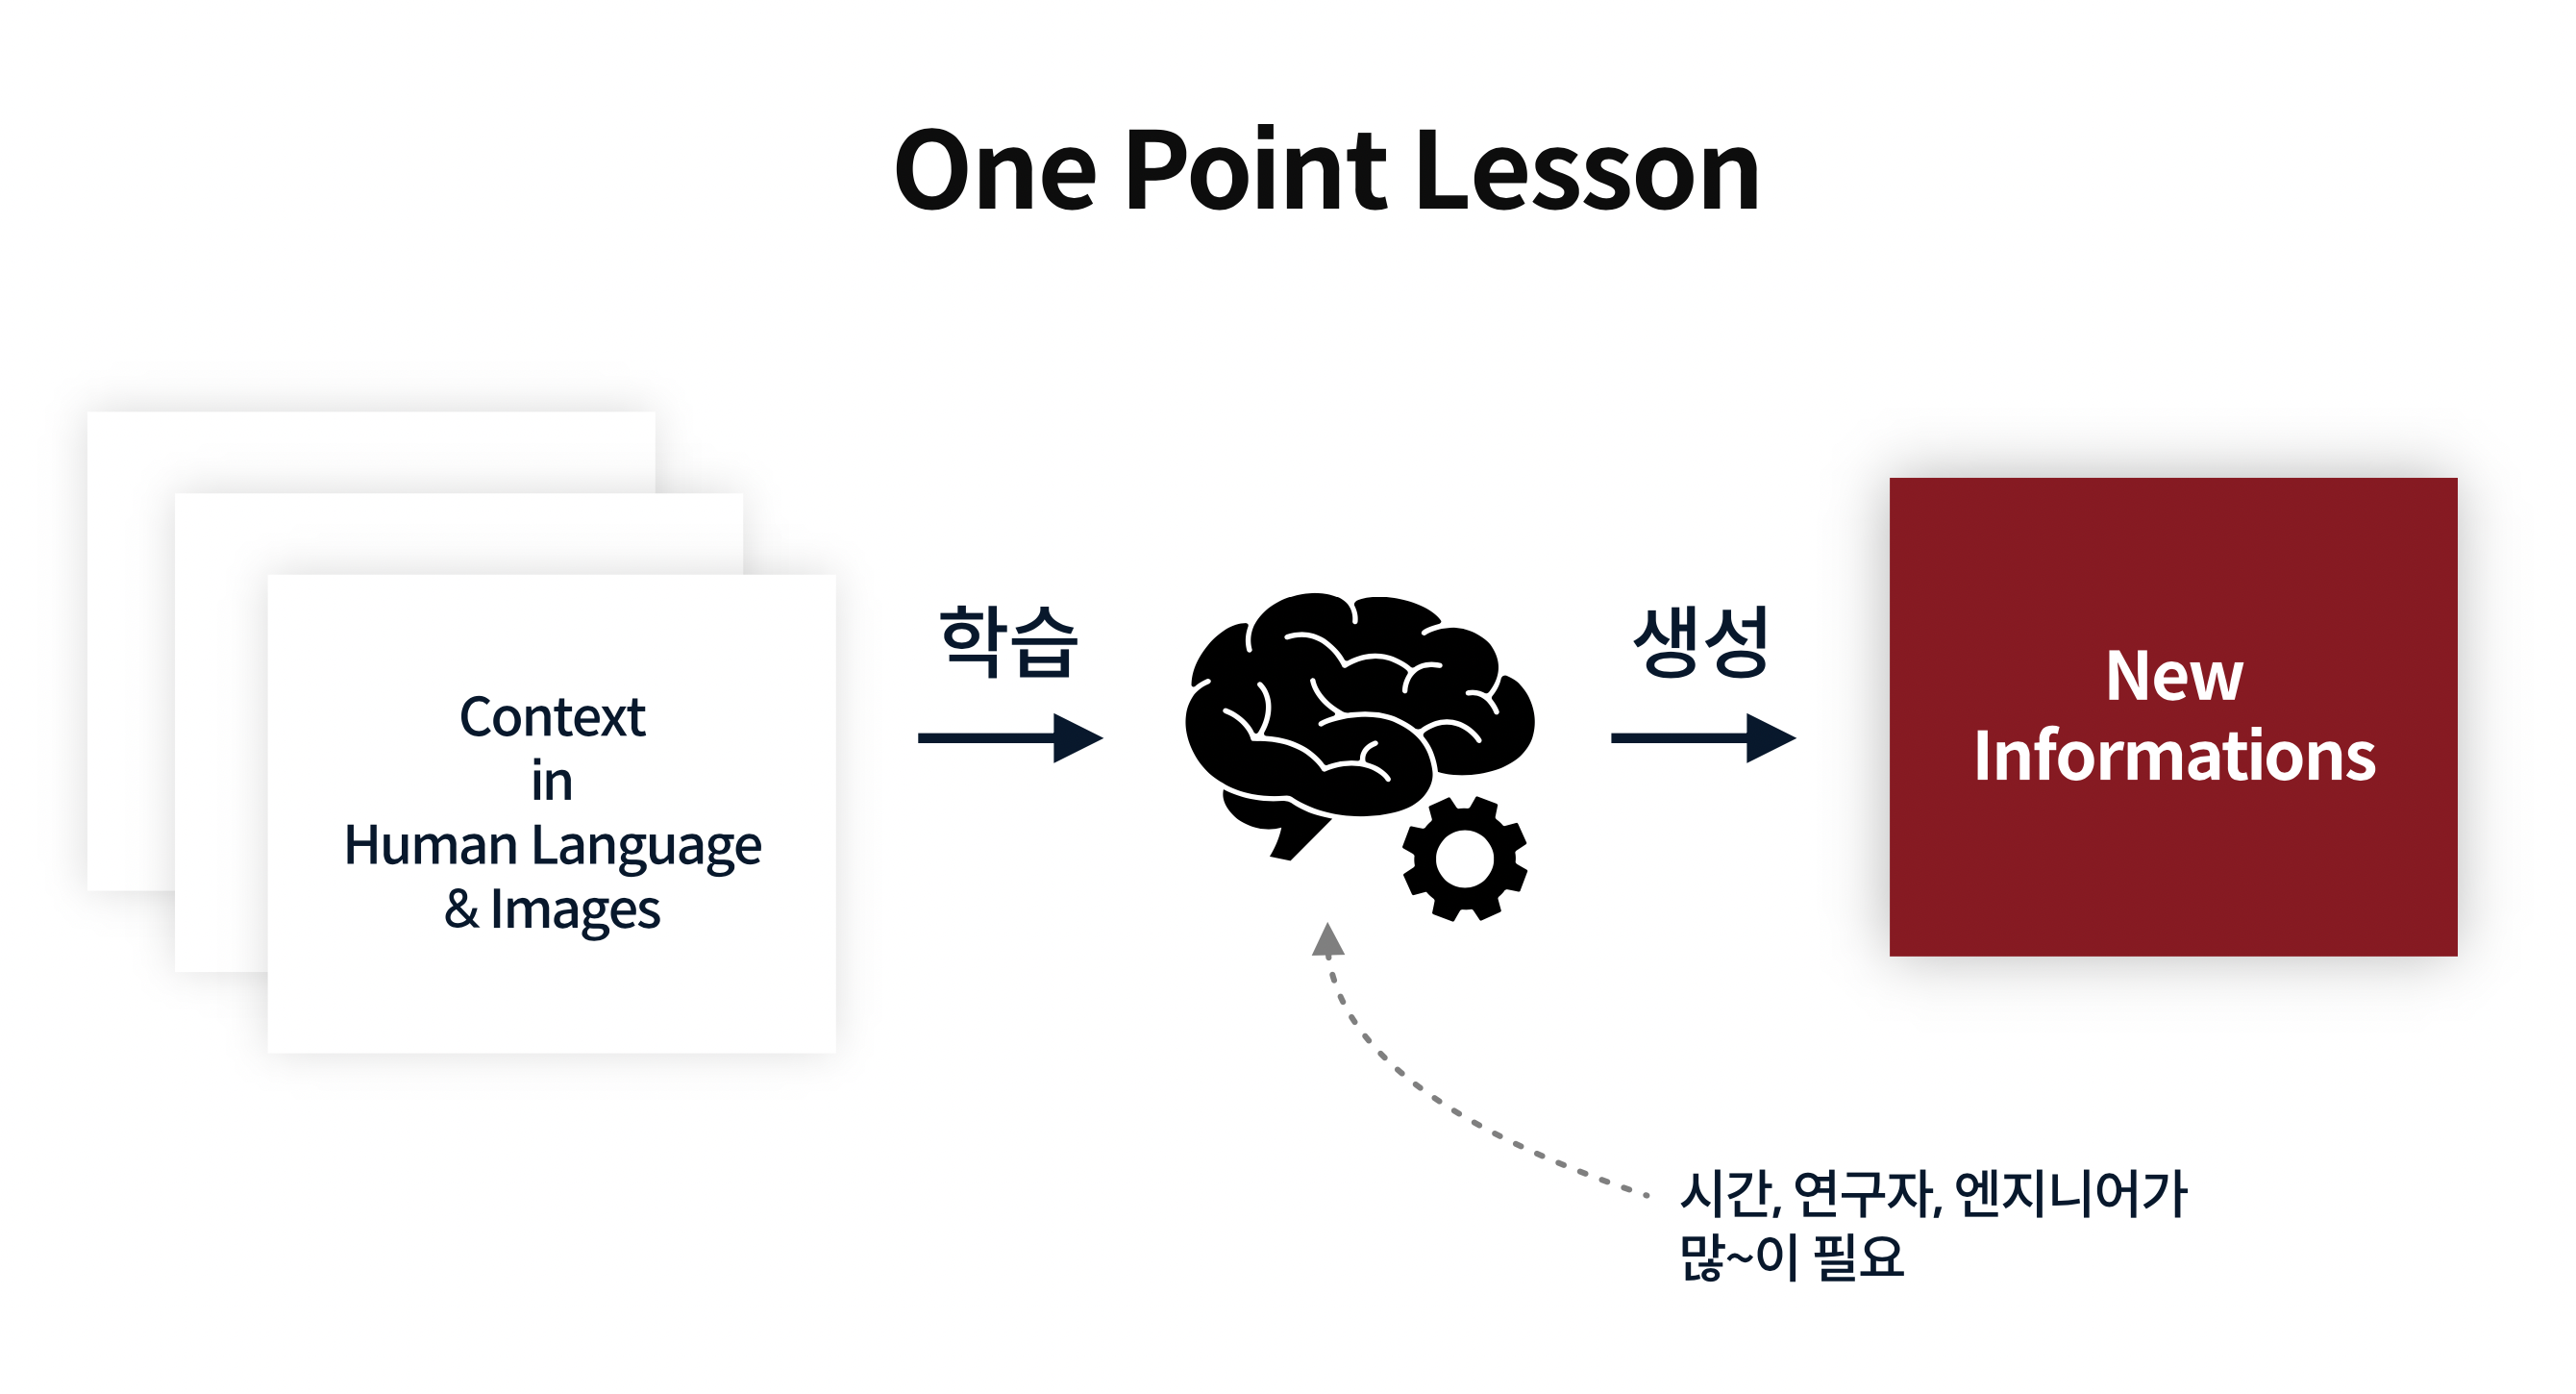 One Point Lesson
Context
in
Human Language
& Images
학습
생성
New
Informations
시간, 연구자, 엔지니어가
많~이 필요